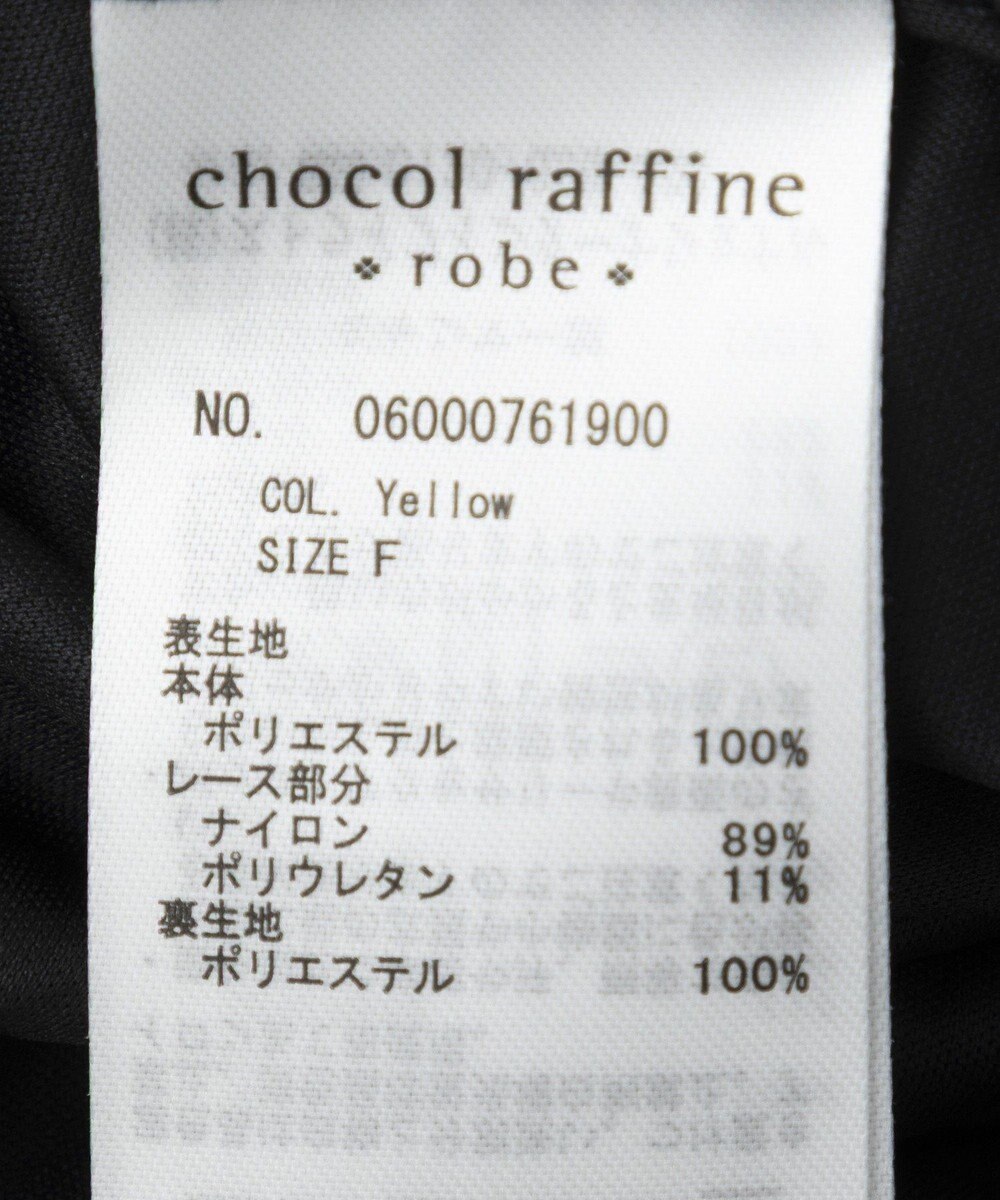 chocol raffine
robe
NO. 06000761900
COL. Yellow
SIZE F
表生地
本体
ポリエステル 100%
レース部分
ナイロン 89%
ポリウレタン 11%
裏生地
ポリエステル 100%